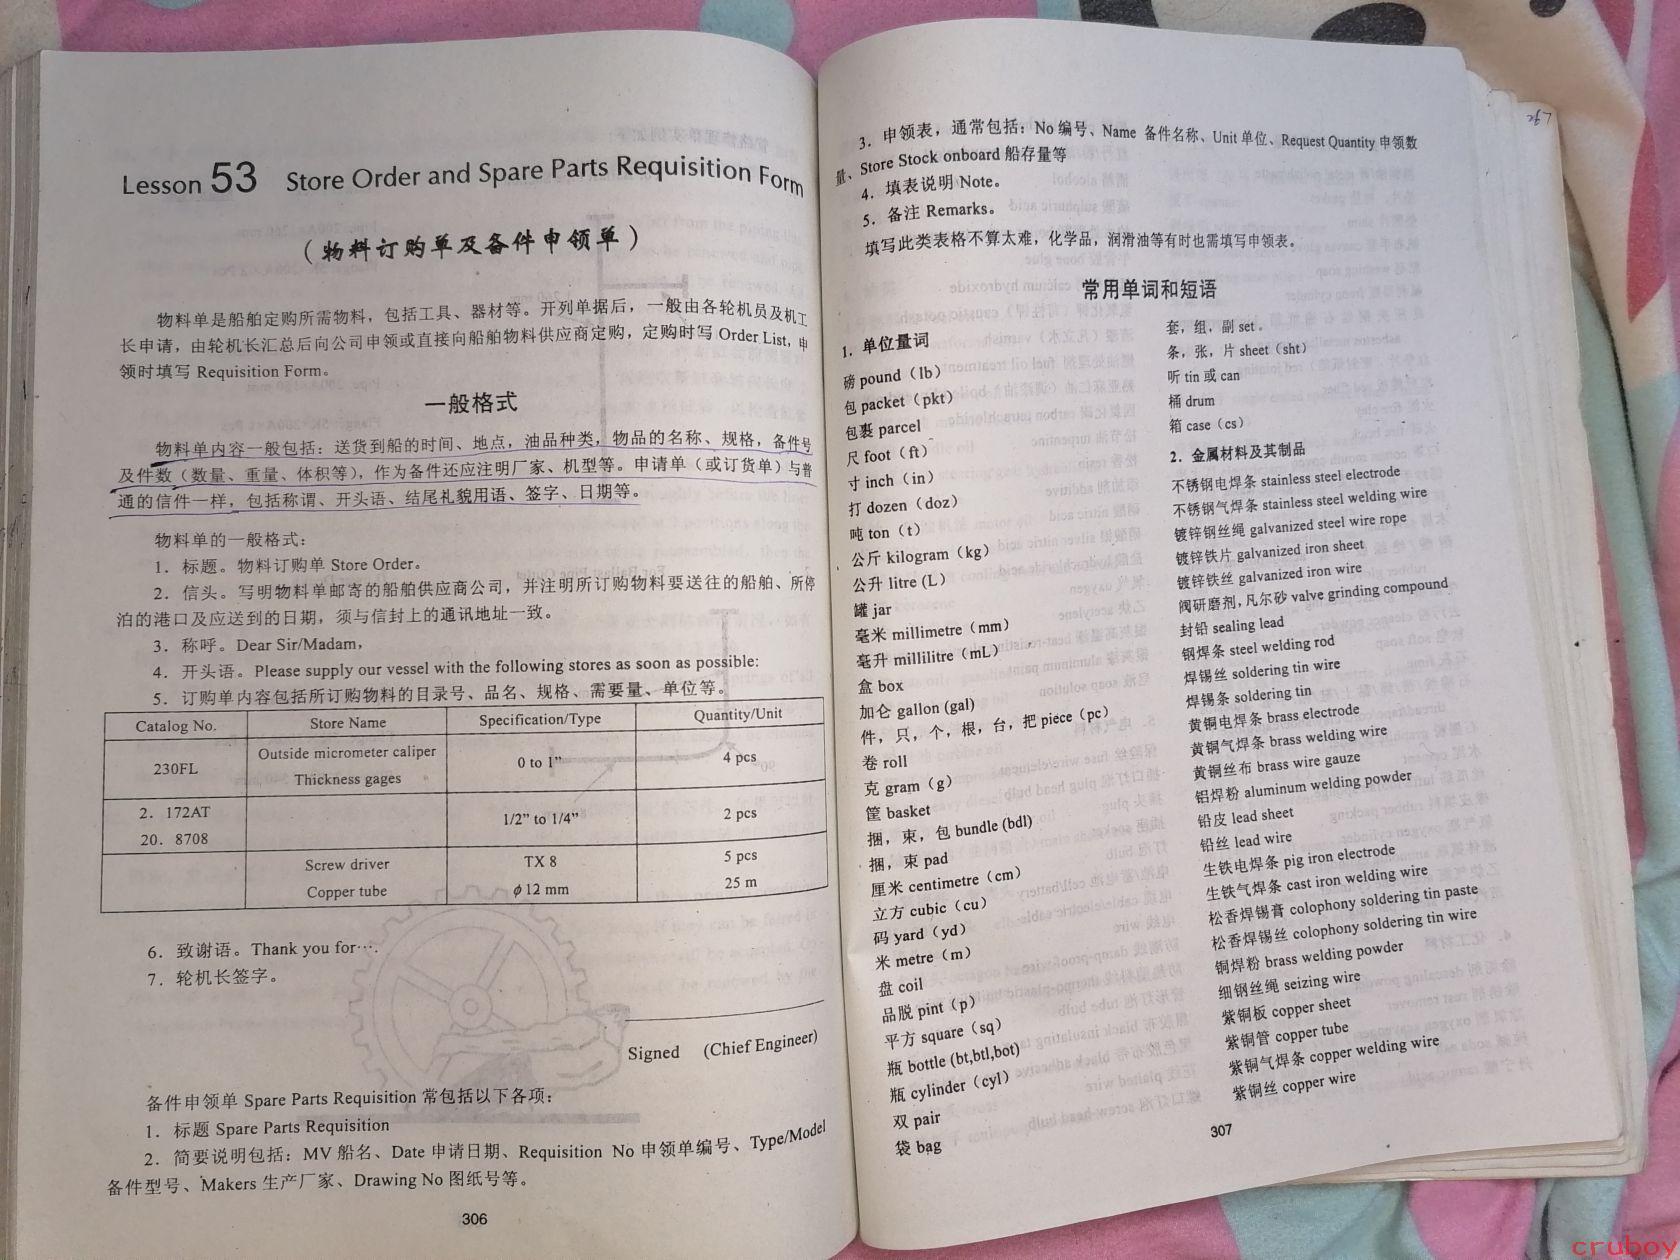 Lesson 53 Store Order and Spare Parts Requisition Form
（物料订购单及备件申领单）
物料单是船舶定购所需物料，包括工具、器材等。开列单据后，一般由各轮机员及机工
长申请，由轮机长汇总后向公司申领或直接向船舶物料供应商定购，定购时写 Order List, 申
领时填写 Requisition Form。
一般格式
物料单内容一般包括：送货到船的时间、地点，油品种类，物品的名称、规格，备件号
及件数（数量、重量、体积等），作为备件还应注明厂家、机型等。申请单（或订货单）与普
通的信件一样，包括称谓、开头语、结尾礼貌用语、签字、日期等。
物料单的一般格式：
1．标题。物料订购单 Store Order。
2．信头。写明物料单邮寄的船舶供应商公司，并注明所订购物料要送往的船舶、所停
泊的港口及应送到的日期，须与信封上的通讯地址一致。
3．称呼。Dear Sir/Madam，
4．开头语。Please supply our vessel with the following stores as soon as possible:
5．订购单内容包括所订购物料的目录号、品名、规格、需要量、单位等。
Catalog No. Store Name Specification/Type Quantity/Unit
230FL Outside micrometer caliper 0 to 1” 4 pcs
Thickness gages
2．172AT 1/2” to 1/4” 2 pcs
20．8708
Screw driver TX 8 5 pcs
Copper tube ϕ 12 mm 25 m
6．致谢语。Thank you for….
7．轮机长签字。
Signed (Chief Engineer)
备件申领单 Spare Parts Requisition 常包括以下各项：
1．标题 Spare Parts Requisition
2．简要说明包括：MV 船名、Date 申请日期、Requisition No 申领单编号、Type/Model
备件型号、Makers 生产厂家、Drawing No 图纸号等。
306
267
3．申领表，通常包括：No 编号、Name 备件名称、Unit 单位、Request Quantity 申领数
量、Store Stock onboard 船存量等
4．填表说明 Note。
5．备注 Remarks。
填写此类表格不算太难，化学品，润滑油等有时也需填写申领表。
常用单词和短语
1．单位量词
磅 pound（lb）
包 packet（pkt）
包裹 parcel
尺 foot（ft）
寸 inch（in）
打 dozen（doz）
吨 ton（t）
公斤 kilogram（kg）
公升 litre (L）
罐 jar
毫米 millimetre（mm）
毫升 millilitre（mL）
盒 box
加仑 gallon (gal)
件，只，个，根，台，把 piece（pc）
卷 roll
克 gram（g）
筐 basket
捆，束，包 bundle (bdl)
捆，束 pad
厘米 centimetre（cm）
立方 cubic（cu）
码 yard（yd）
米 metre（m）
盘 coil
品脱 pint（p）
平方 square（sq）
瓶 bottle (bt,btl,bot)
瓶 cylinder（cyl）
双 pair
袋 bag
套，组，副 set。
条，张，片 sheet（sht）
听 tin 或 can
桶 drum
箱 case（cs）
2．金属材料及其制品
不锈钢电焊条 stainless steel electrode
不锈钢气焊条 stainless steel welding wire
镀锌钢丝绳 galvanized steel wire rope
镀锌铁片 galvanized iron sheet
镀锌铁丝 galvanized iron wire
阀研磨剂，凡尔砂 valve grinding compound
封铅 sealing lead
钢焊条 steel welding rod
焊锡丝 soldering tin wire
焊锡条 soldering tin
黄铜电焊条 brass electrode
黄铜气焊条 brass welding wire
黄铜丝布 brass wire gauze
铝焊粉 aluminum welding powder
铅皮 lead sheet
铅丝 lead wire
生铁电焊条 pig iron electrode
生铁气焊条 cast iron welding wire
松香焊锡膏 colophony soldering tin paste
松香焊锡丝 colophony soldering tin wire
铜焊粉 brass welding powder
细钢丝绳 seizing wire
紫铜板 copper sheet
紫铜管 copper tube
紫铜气焊条 copper welding wire
紫铜丝 copper wire
307
cruboy